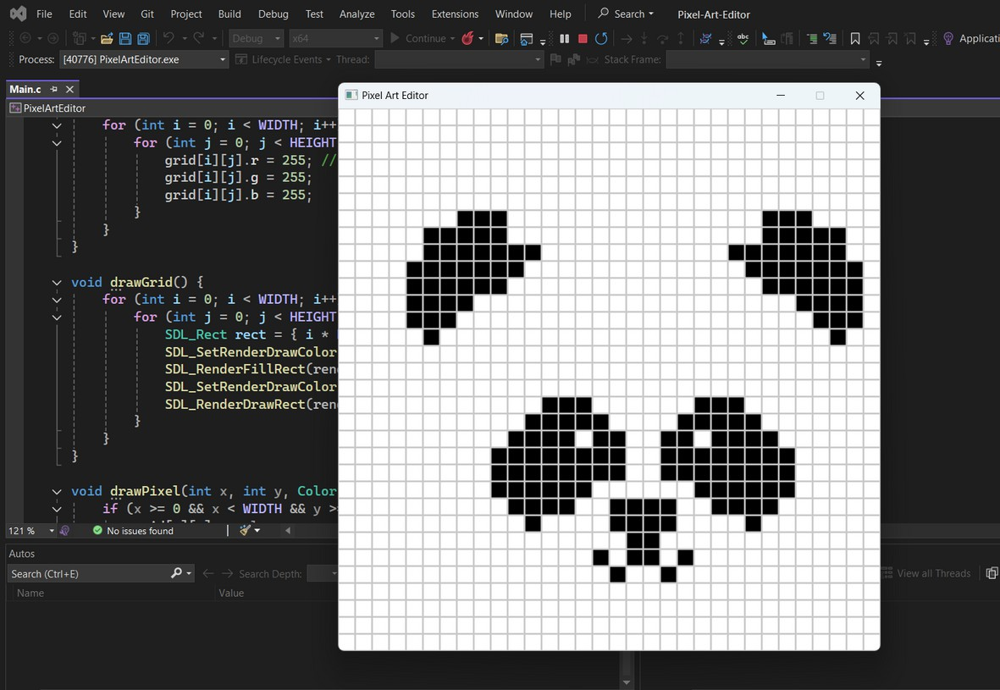 File Edit View Git Project Build Debug Test Analyze Tools Extensions Window Help Search Pixel-Art-Editor
Debug x64 Continue Applicati
Process: [40776] PixelArtEditor.exe Lifecycle Events Thread: Stack Frame:
Main.c
PixelArtEditor
Pixel Art Editor
for (int i = 0; i < WIDTH; i++
for (int j = 0; j < HEIGHT
grid[i][j].r = 255; //
grid[i][j].g = 255;
grid[i][j].b = 255;
}
}
}
void drawGrid() {
for (int i = 0; i < WIDTH; i++
for (int j = 0; j < HEIGHT
SDL_Rect rect = { i *
SDL_SetRenderDrawColor
SDL_RenderFillRect(ren
SDL_SetRenderDrawColor
SDL_RenderDrawRect(ren
}
}
}
void drawPixel(int x, int y, Color
if (x >= 0 && x < WIDTH && y >
121 % No issues found
Autos
Search (Ctrl+E) Search Depth: View all Threads
Name Value